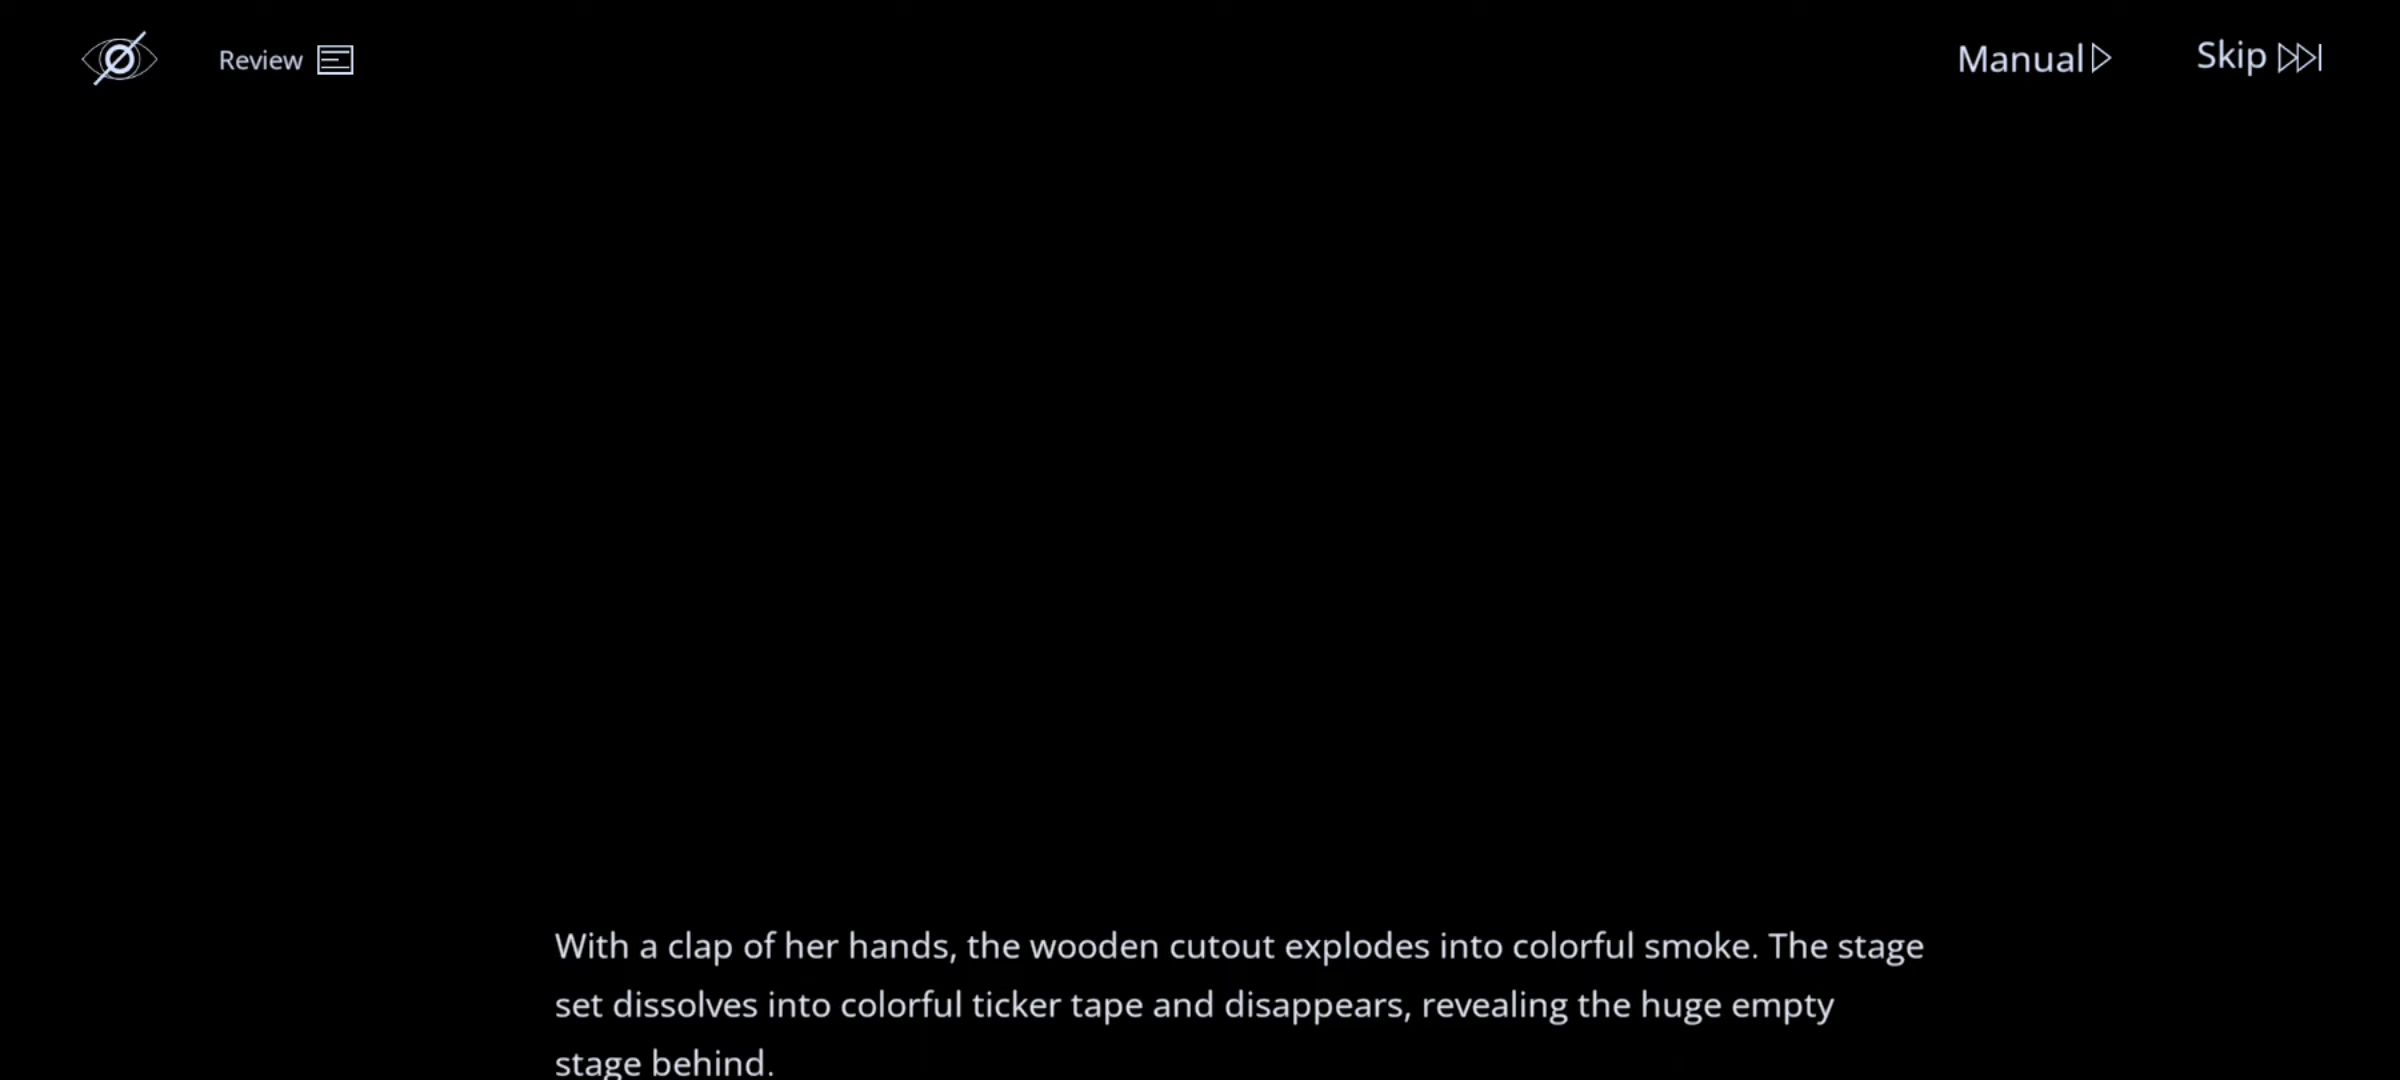 Review
Manual
Skip
With a clap of her hands, the wooden cutout explodes into colorful smoke. The stage
set dissolves into colorful ticker tape and disappears, revealing the huge empty
stage behind.